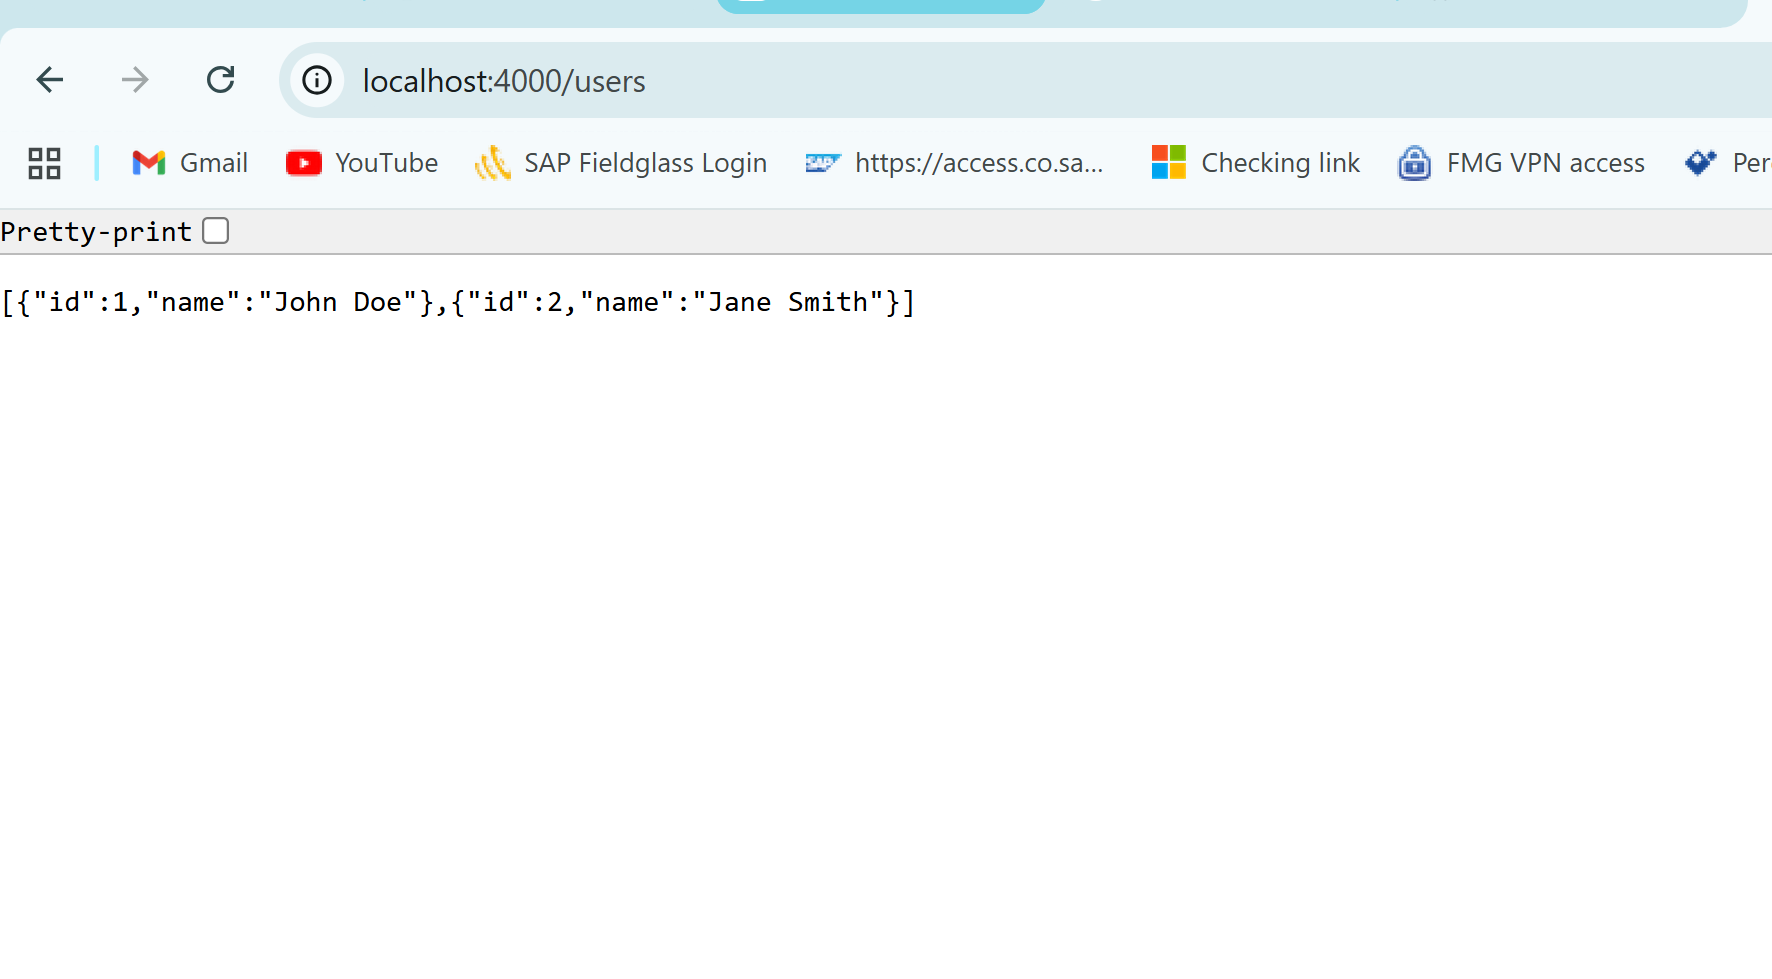 localhost:4000/users
Gmail YouTube SAP Fieldglass Login https://access.co.sa... Checking link FMG VPN access Per
Pretty-print
[{"id":1,"name":"John Doe"},{"id":2,"name":"Jane Smith"}]